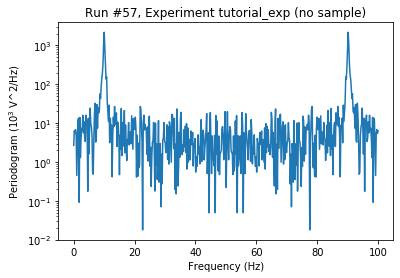 Run #57, Experiment tutorial_exp (no sample)
Periodogram (10³ V^2/Hz)
10³
10²
10¹
10⁰
10⁻¹
10⁻²
0 20 40 60 80 100
Frequency (Hz)